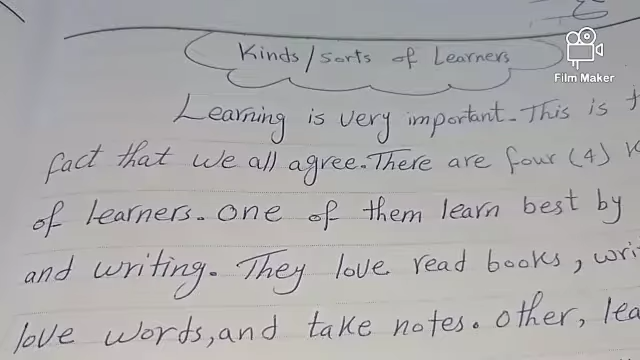 Kinds/Sorts of Learners
Film Maker
Learning is very important. This is
fact that we all agree. There are four (4)
of learners. One of them learn best by
and writing. They love read books,
love words, and take notes. Other,